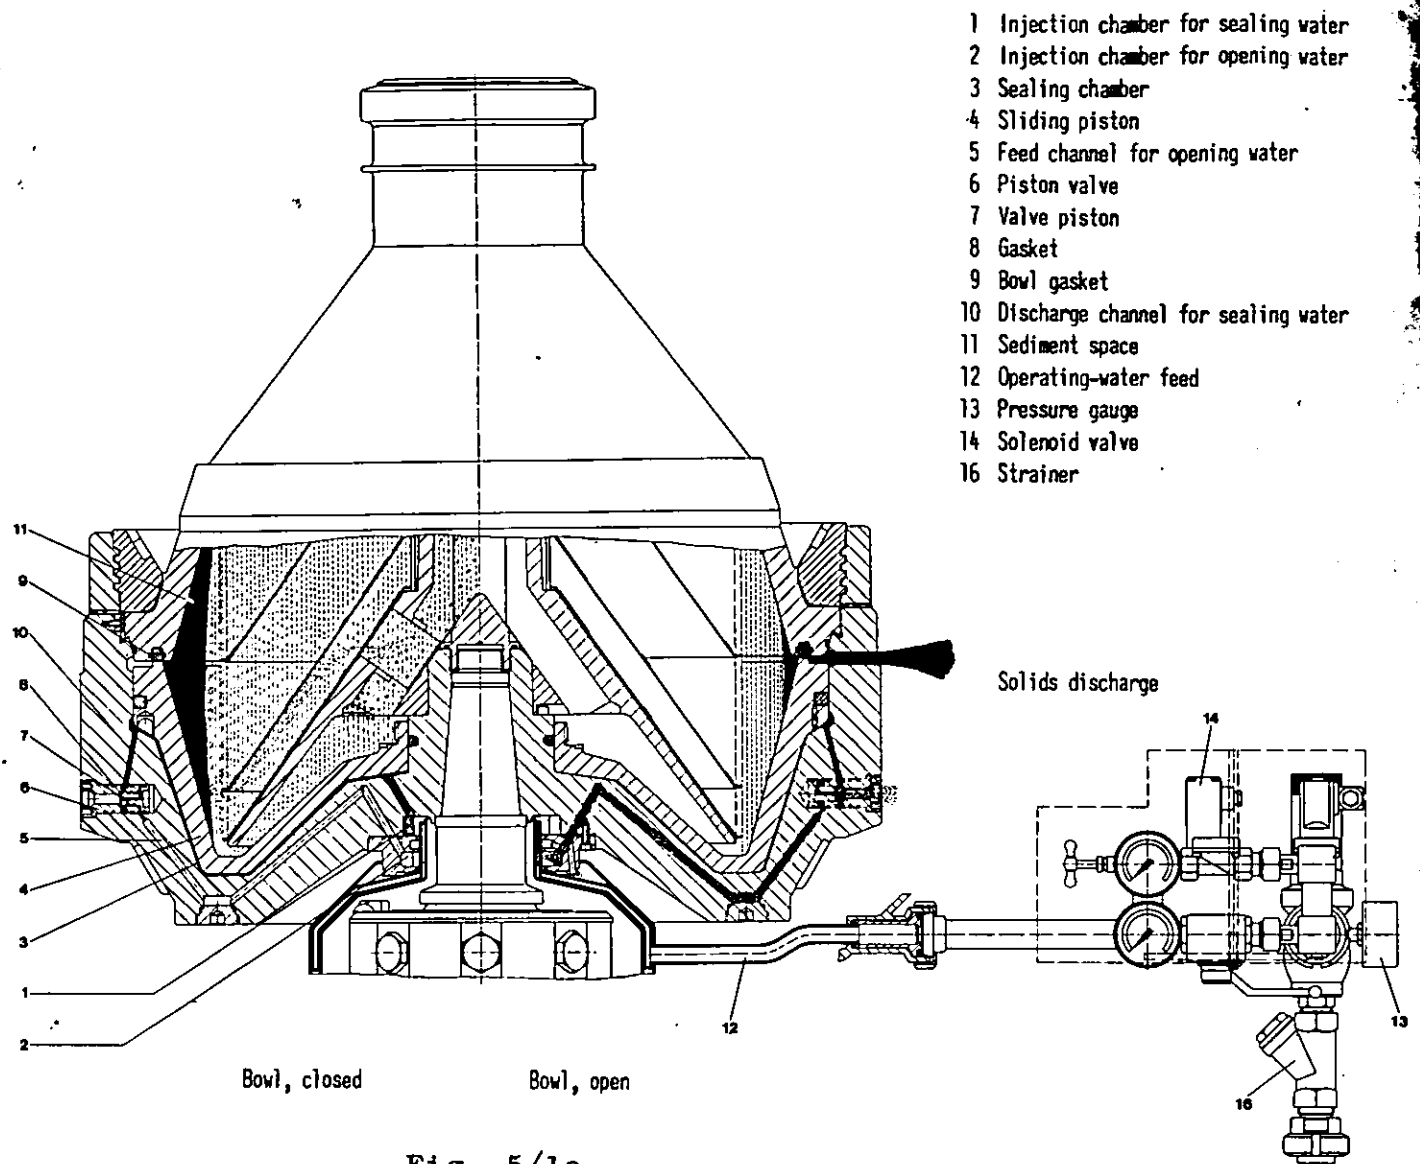 1 Injection chamber for sealing water
2 Injection chamber for opening water
3 Sealing chamber
4 Sliding piston
5 Feed channel for opening water
6 Piston valve
7 Valve piston
8 Gasket
9 Bowl gasket
10 Discharge channel for sealing water
11 Sediment space
12 Operating-water feed
13 Pressure gauge
14 Solenoid valve
16 Strainer
11
9
10
8
7
6
5
4
3
1
2
Solids discharge
14
12
13
16
Bowl, closed
Bowl, open
Fig. 5/1a